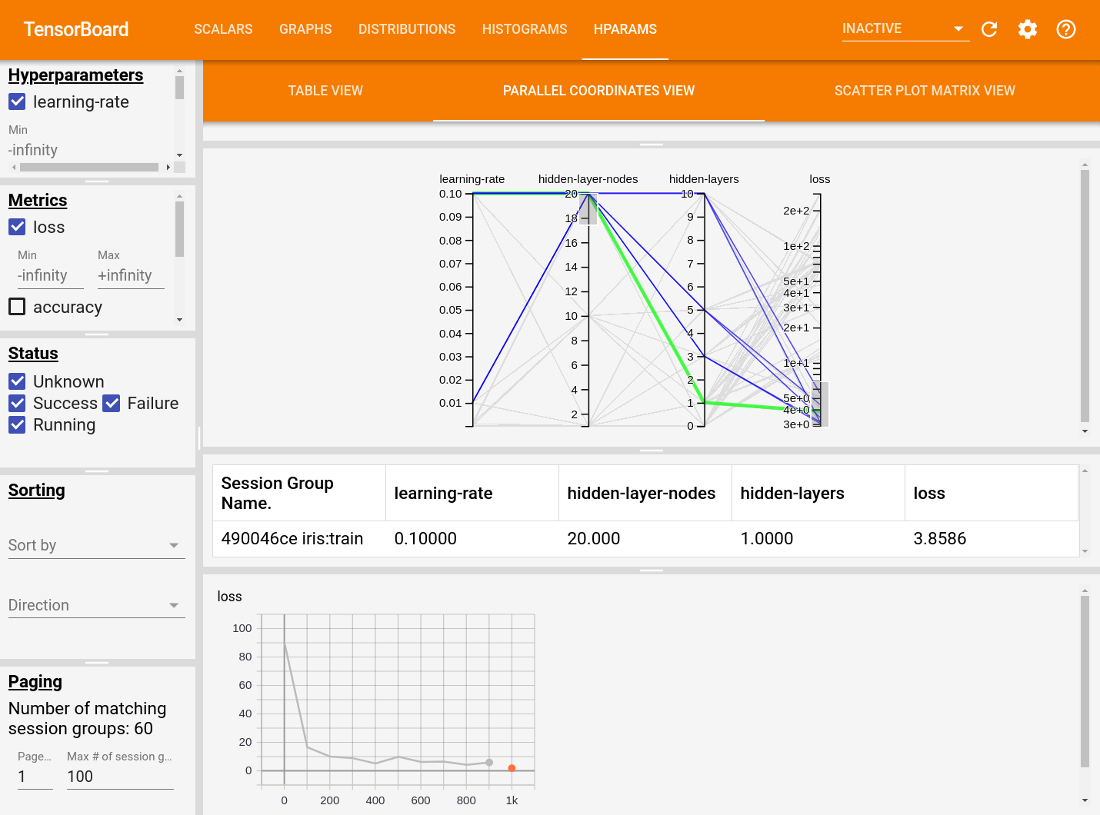 TensorBoard
SCALARS GRAPHS DISTRIBUTIONS HISTOGRAMS HPARAMS
INACTIVE
TABLE VIEW PARALLEL COORDINATES VIEW SCATTER PLOT MATRIX VIEW
Hyperparameters
learning-rate
Min
-infinity
Metrics
loss
Min Max
-infinity +infinity
accuracy
Status
Unknown
Success Failure
Running
Sorting
Sort by
Direction
Paging
Number of matching
session groups: 60
Page... Max # of session g...
1 100
learning-rate hidden-layer-nodes hidden-layers loss
0.10
0.09
0.08
0.07
0.06
0.05
0.04
0.03
0.02
0.01
20
18
16
14
12
10
8
6
4
2
10
9
8
7
6
5
4
3
2
1
0
2e+2
1e+2
5e+1
4e+1
3e+1
2e+1
1e+1
5e+0
4e+0
3e+0
Session Group
Name. learning-rate hidden-layer-nodes hidden-layers loss
490046ce iris:train 0.10000 20.000 1.0000 3.8586
loss
100
80
60
40
20
0
0 200 400 600 800 1k